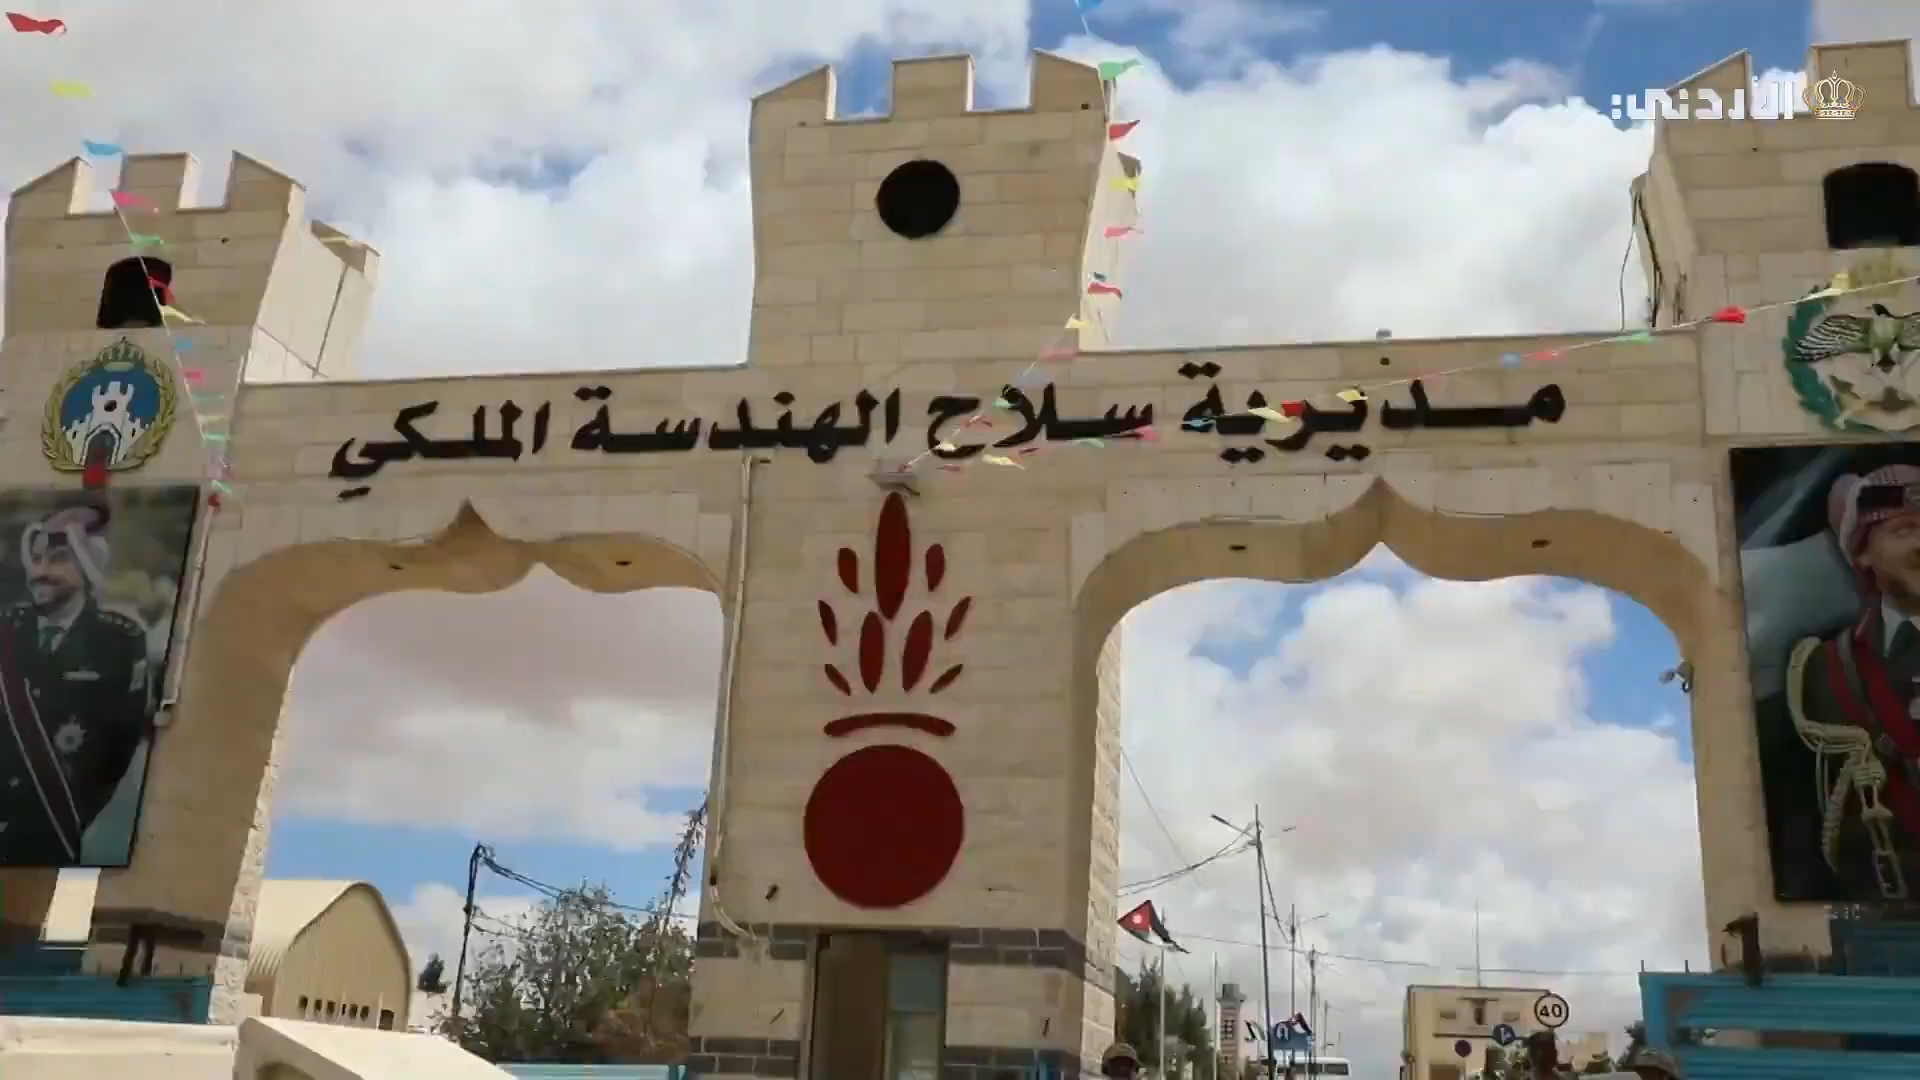 الأردني:
مديرية سلاح الهندسة الملكي
40